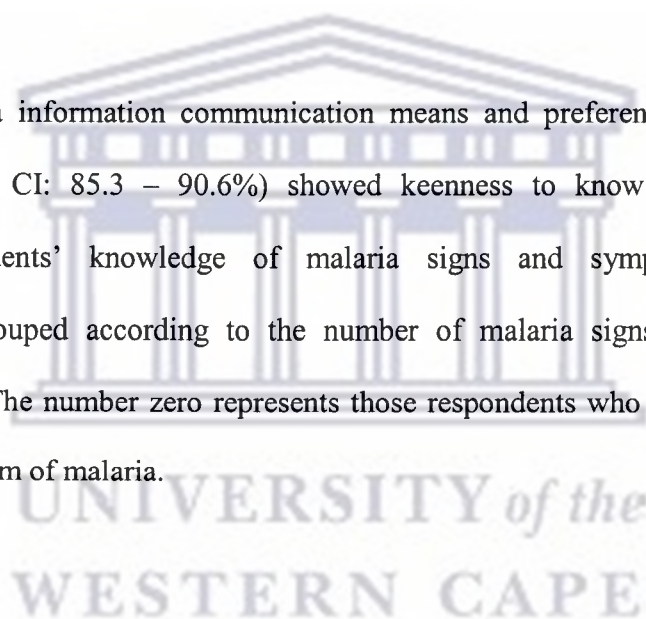 information communication means and preferen
CI: 85.3 – 90.6%) showed keenness to know
ents’ knowledge of malaria signs and symp
ouped according to the number of malaria signs
The number zero represents those respondents who
m of malaria.
UNIVERSITY of the
WESTERN CAPE